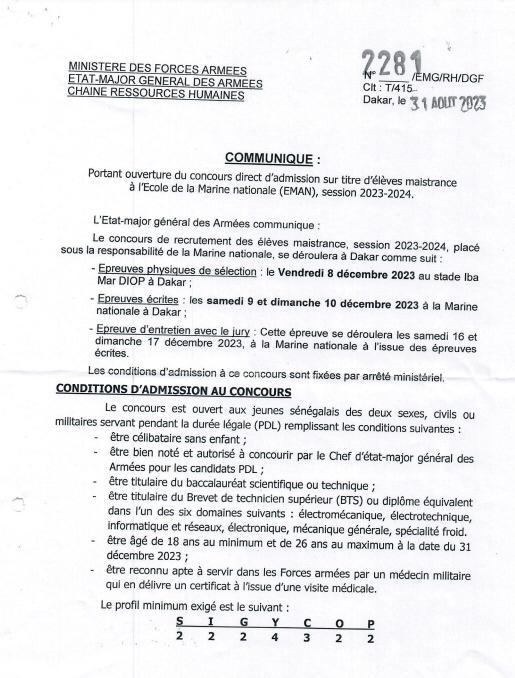 MINISTERE DES FORCES ARMEES
ETAT-MAJOR GENERAL DES ARMEES
CHAINE RESSOURCES HUMAINES
N° 2281 /EMG/RH/DGF
Clt : T/415
Dakar, le 31 AOUT 2023
COMMUNIQUE :
Portant ouverture du concours direct d'admission sur titre d'élèves maistrance
à l'Ecole de la Marine nationale (EMAN), session 2023-2024.
L'Etat-major général des Armées communique :
Le concours de recrutement des élèves maistrance, session 2023-2024, placé
sous la responsabilité de la Marine nationale, se déroulera à Dakar comme suit :
- Epreuves physiques de sélection : le Vendredi 8 décembre 2023 au stade Iba
Mar DIOP à Dakar ;
- Epreuves écrites : les samedi 9 et dimanche 10 décembre 2023 à la Marine
nationale à Dakar ;
- Epreuve d'entretien avec le jury : Cette épreuve se déroulera les samedi 16 et
dimanche 17 décembre 2023, à la Marine nationale à l'issue des épreuves
écrites.
Les conditions d'admission à ce concours sont fixées par arrêté ministériel.
CONDITIONS D'ADMISSION AU CONCOURS
Le concours est ouvert aux jeunes sénégalais des deux sexes, civils ou
militaires servant pendant la durée légale (PDL) remplissant les conditions suivantes :
- être célibataire sans enfant ;
- être bien noté et autorisé à concourir par le Chef d'état-major général des
Armées pour les candidats PDL ;
- être titulaire du baccalauréat scientifique ou technique ;
- être titulaire du Brevet de technicien supérieur (BTS) ou diplôme équivalent
dans l'un des six domaines suivants : électromécanique, électrotechnique,
informatique et réseaux, électronique, mécanique générale, spécialité froid.
- être âgé de 18 ans au minimum et de 26 ans au maximum à la date du 31
décembre 2023 ;
- être reconnu apte à servir dans les Forces armées par un médecin militaire
qui en délivre un certificat à l'issue d'une visite médicale.
Le profil minimum exigé est le suivant :
S I G Y C O P
2 2 2 4 3 2 2